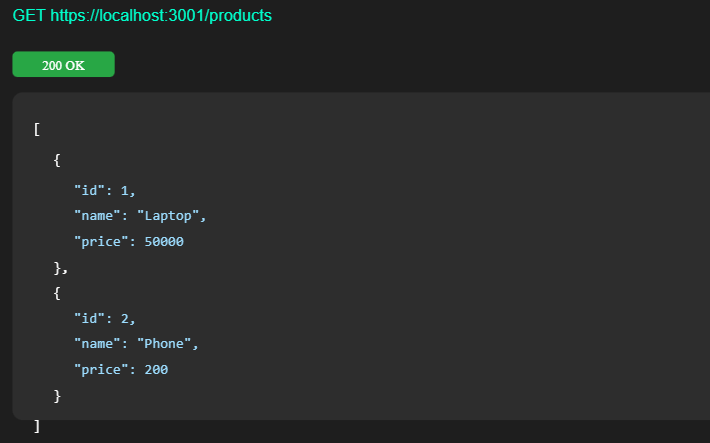 GET https://localhost:3001/products
200 OK
[
{
"id": 1,
"name": "Laptop",
"price": 50000
},
{
"id": 2,
"name": "Phone",
"price": 200
}
]